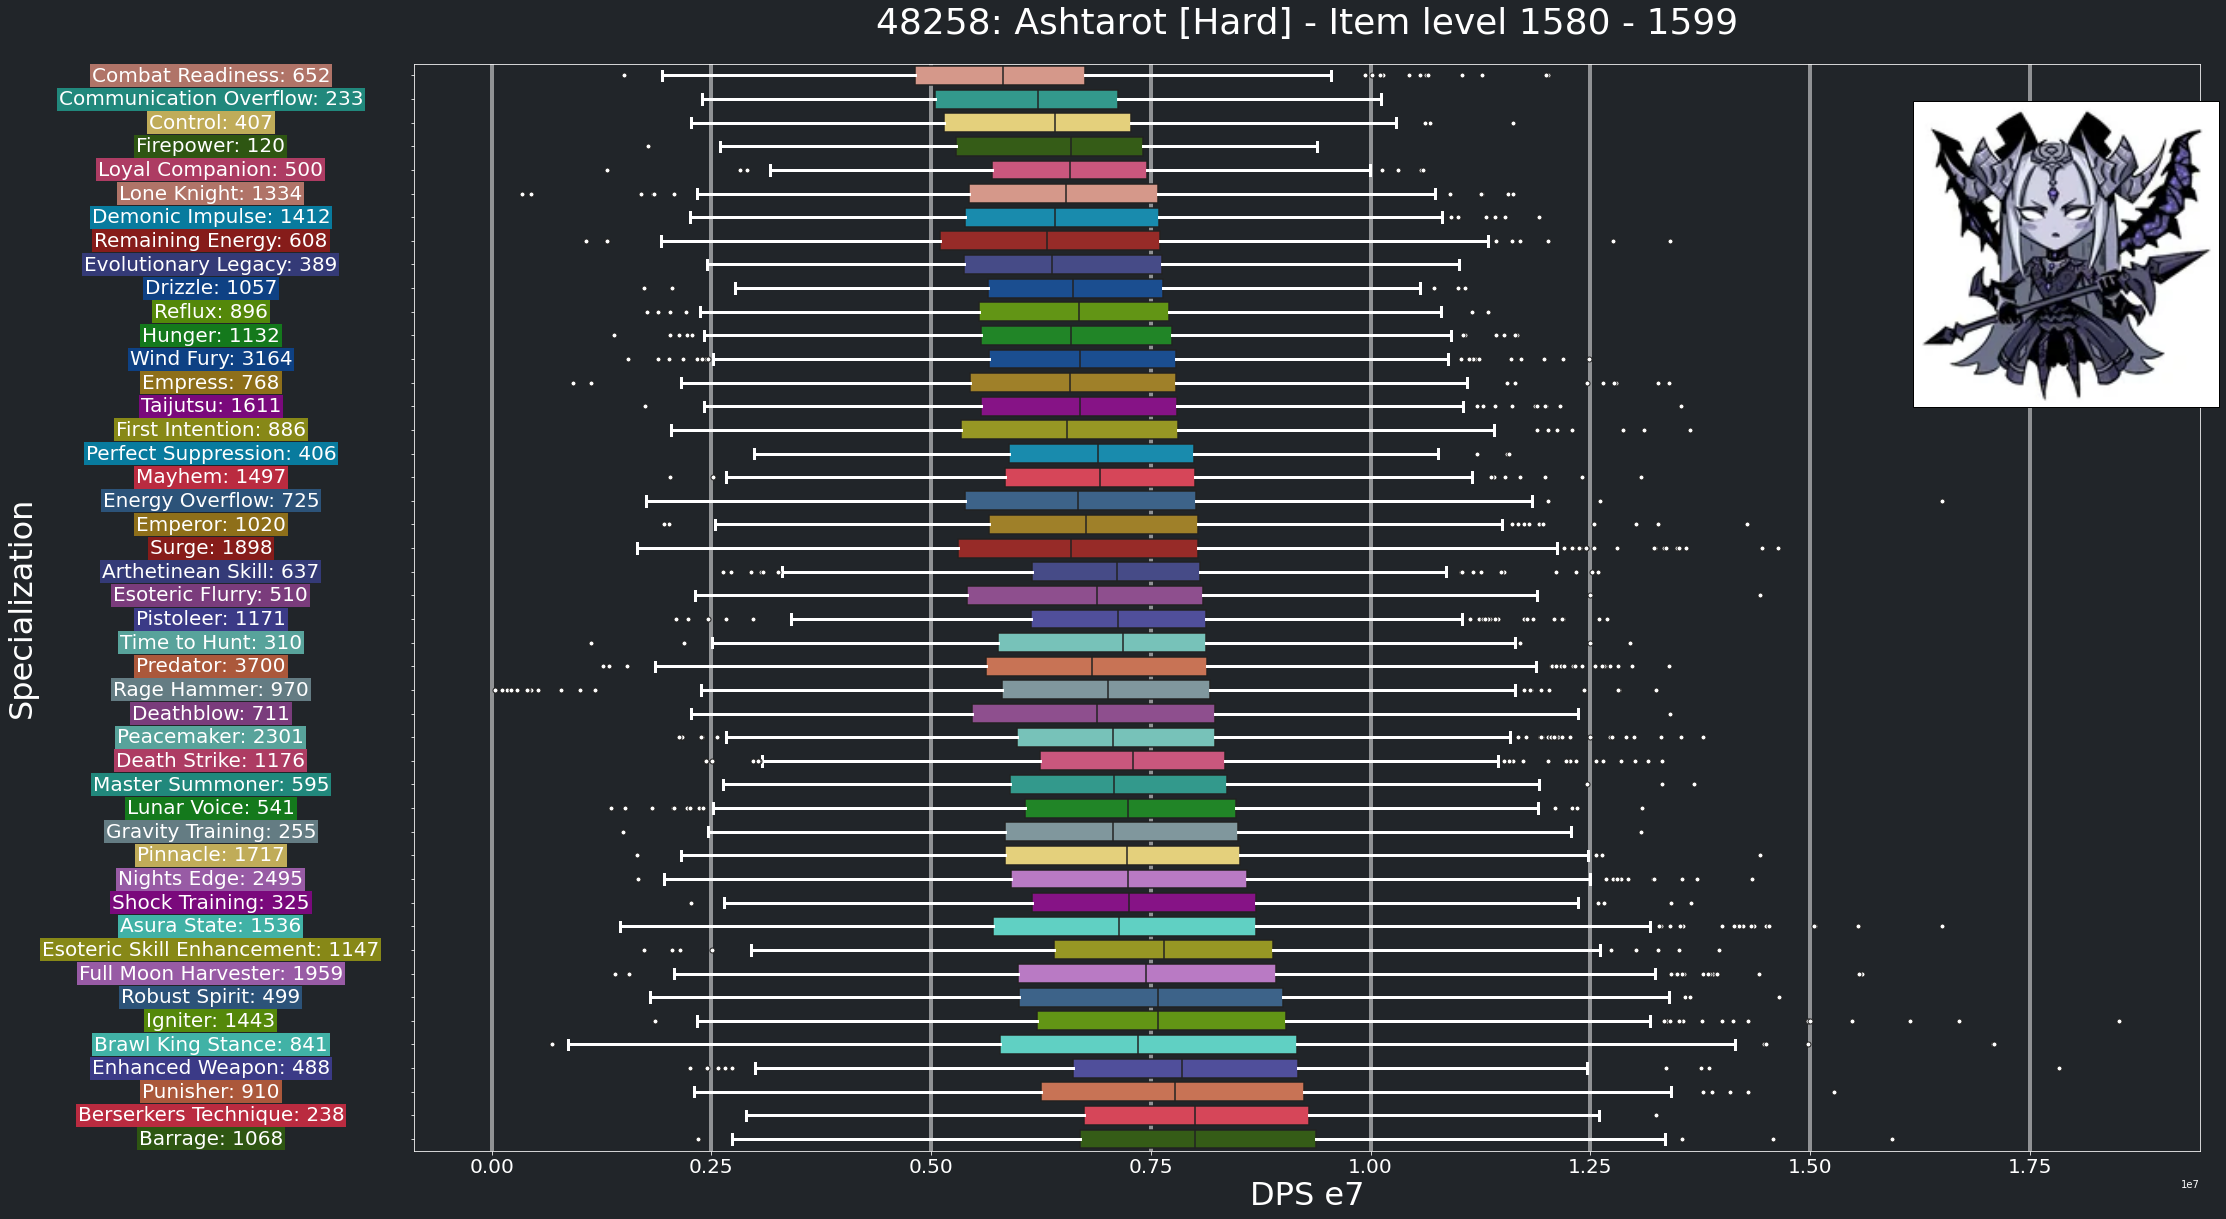 48258: Ashtarot [Hard] - Item level 1580 - 1599
Specialization
Combat Readiness: 652
Communication Overflow: 233
Control: 407
Firepower: 120
Loyal Companion: 500
Lone Knight: 1334
Demonic Impulse: 1412
Remaining Energy: 608
Evolutionary Legacy: 389
Drizzle: 1057
Reflux: 896
Hunger: 1132
Wind Fury: 3164
Empress: 768
Taijutsu: 1611
First Intention: 886
Perfect Suppression: 406
Mayhem: 1497
Energy Overflow: 725
Emperor: 1020
Surge: 1898
Arthetinean Skill: 637
Esoteric Flurry: 510
Pistoleer: 1171
Time to Hunt: 310
Predator: 3700
Rage Hammer: 970
Deathblow: 711
Peacemaker: 2301
Death Strike: 1176
Master Summoner: 595
Lunar Voice: 541
Gravity Training: 255
Pinnacle: 1717
Nights Edge: 2495
Shock Training: 325
Asura State: 1536
Esoteric Skill Enhancement: 1147
Full Moon Harvester: 1959
Robust Spirit: 499
Igniter: 1443
Brawl King Stance: 841
Enhanced Weapon: 488
Punisher: 910
Berserkers Technique: 238
Barrage: 1068
0.00 0.25 0.50 0.75 1.00 1.25 1.50 1.75
DPS e7
1e7